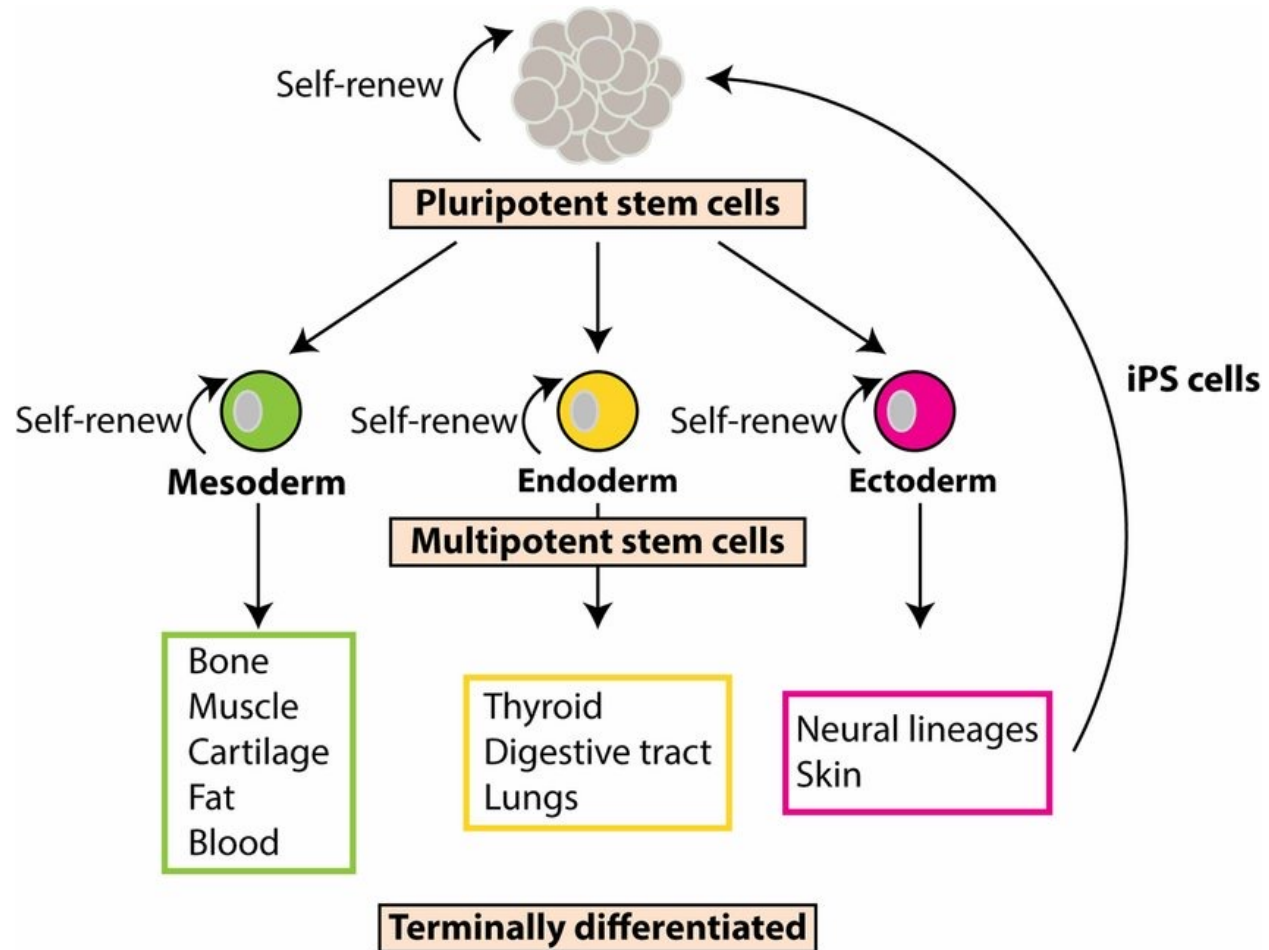 Self-renew
Pluripotent stem cells
iPS cells
Self-renew
Self-renew
Self-renew
Mesoderm
Endoderm
Ectoderm
Multipotent stem cells
Bone
Muscle
Cartilage
Fat
Blood
Thyroid
Digestive tract
Lungs
Neural lineages
Skin
Terminally differentiated